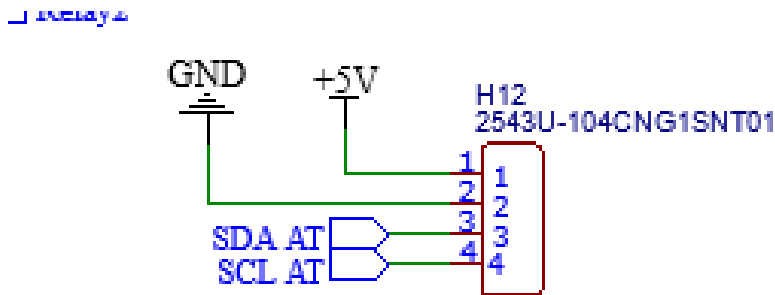 GND
+5V
H12
2543U-104CNG1SNT01
1 1
2 2
SDA AT 3 3
SCL AT 4 4